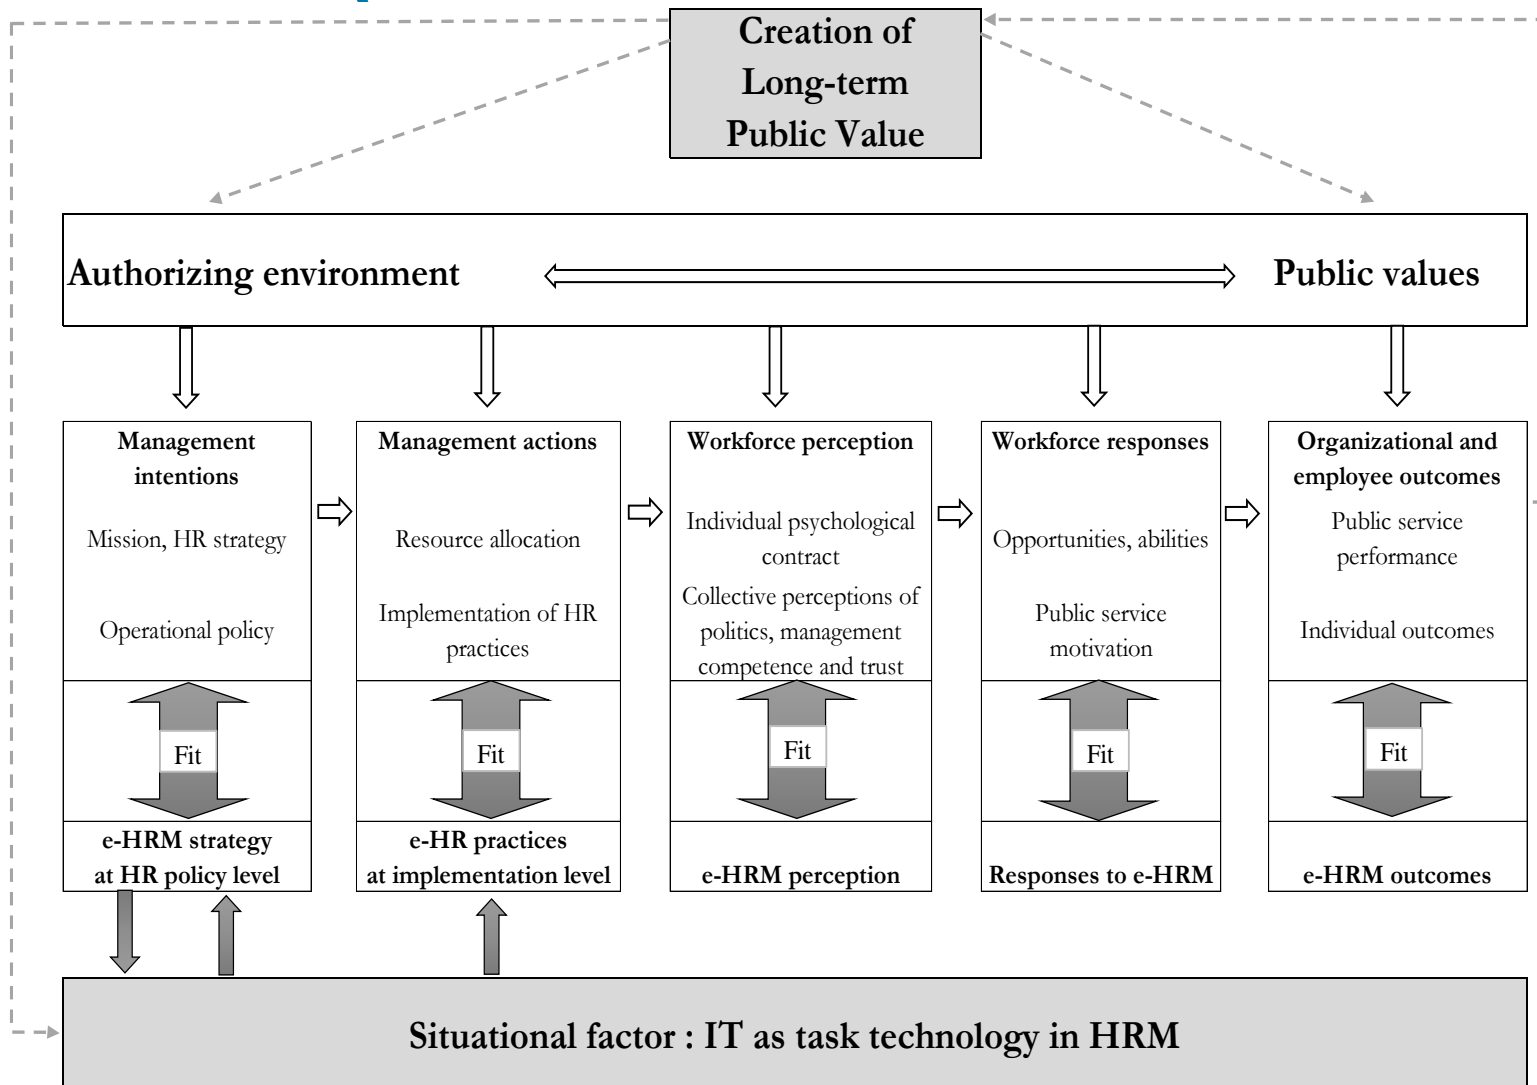 Creation of
Long-term
Public Value
Authorizing environment
Public values
Management
intentions
Mission, HR strategy
Operational policy
Fit
e-HRM strategy
at HR policy level
Management actions
Resource allocation
Implementation of HR
practices
Fit
e-HR practices
at implementation level
Workforce perception
Individual psychological
contract
Collective perceptions of
politics, management
competence and trust
Fit
e-HRM perception
Workforce responses
Opportunities, abilities
Public service
motivation
Fit
Responses to e-HRM
Organizational and
employee outcomes
Public service
performance
Individual outcomes
Fit
e-HRM outcomes
Situational factor : IT as task technology in HRM